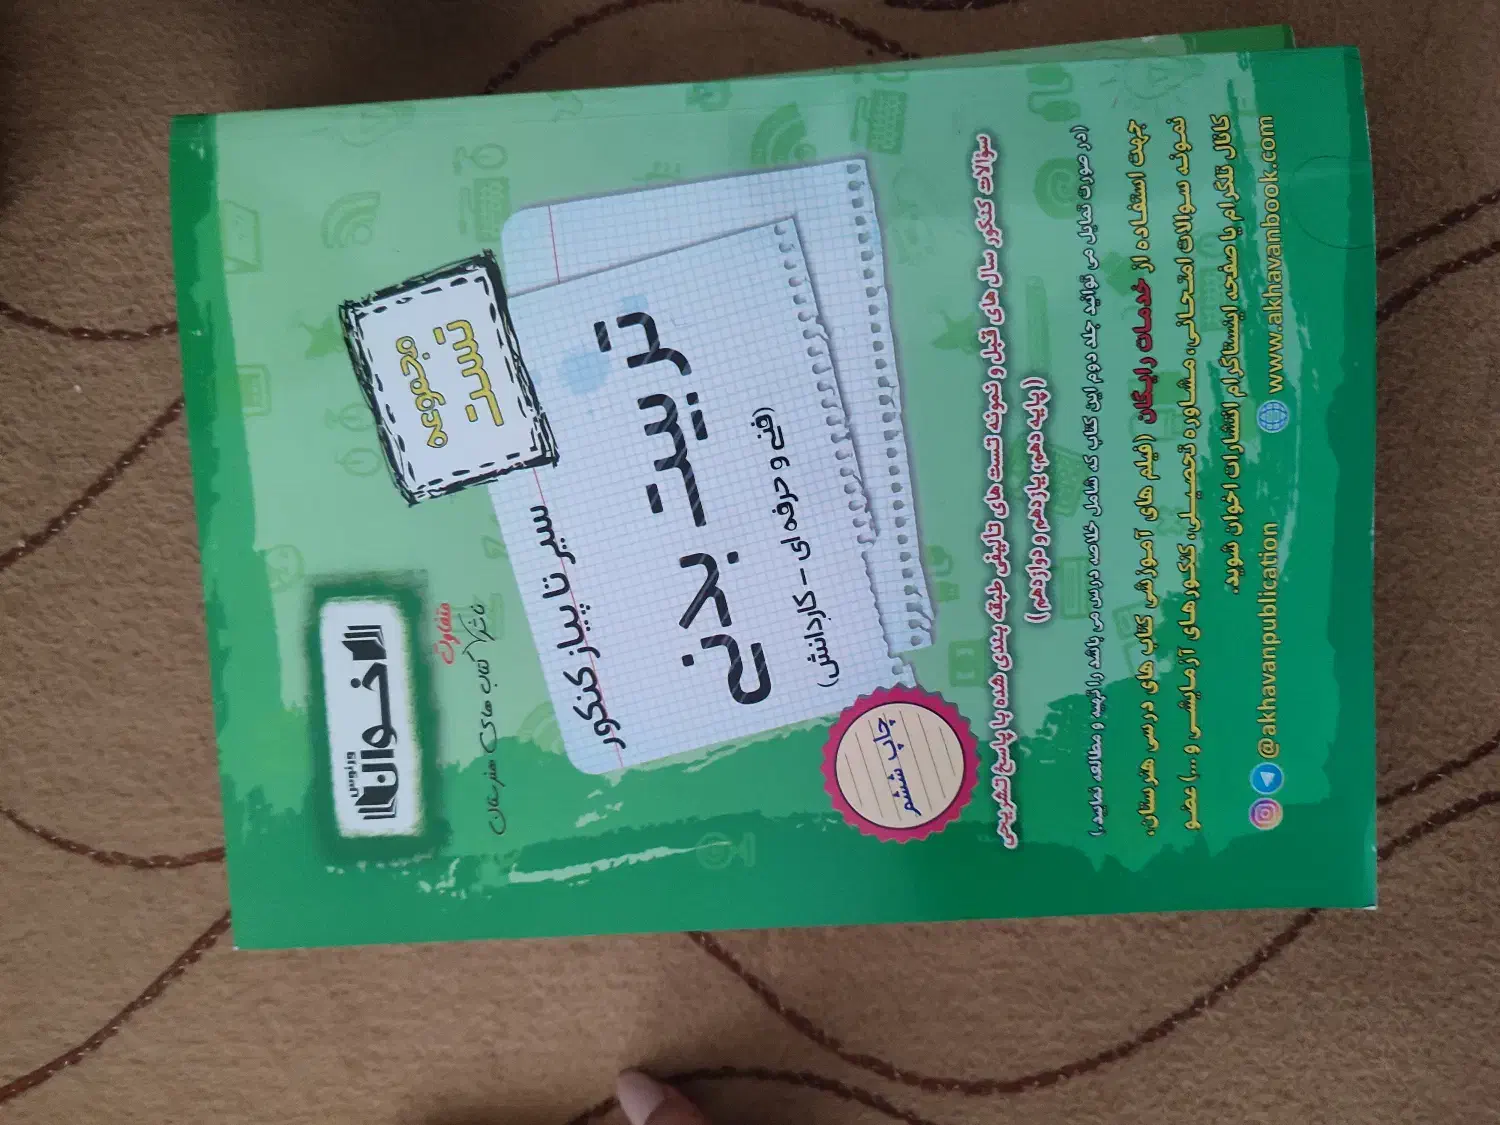 ورنوس
اخوان
متفاوت
ناشر کتاب های هنرستان
مجموعه
تست
سیر تا پیاز کنکور
تربیت بدنی
(فنی و حرفه ای - کاردانش)
چاپ ششم
سؤالات کنکور سال های قبل و نمونه تست های تألیفی طبقه بندی شده با پاسخ تشریحی
(پایه دهم، یازدهم و دوازدهم)
(در صورت تمایل می توانید جلد دوم این کتاب که شامل خلاصه درس می باشد را تهیه و مطالعه نمایید.)
جهت استفاده از خدمات رایگان (فیلم های آموزشی کتاب های درسی هنرستان،
نمونه سوالات امتحانی، مشاوره تحصیلی، کنکورهای آزمایشی و ...) عضو
کانال تلگرام یا صفحه اینستاگرام انتشارات اخوان شوید.
@akhavanpublication www.akhavanbook.com